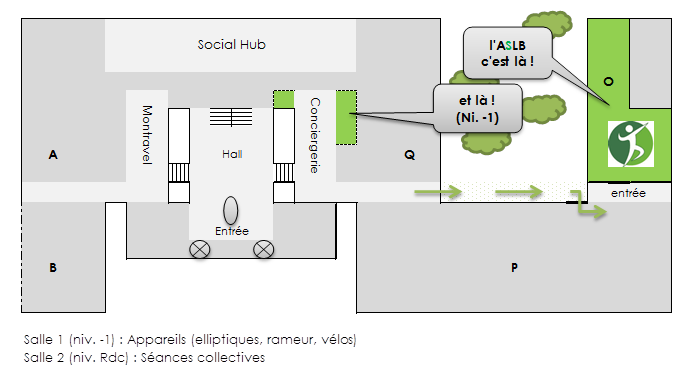 Social Hub
l'ASLB
c'est là !
O
et là !
(Ni. -1)
Montravel
Conciergerie
A
Hall
Q
entrée
Entrée
B
P
Salle 1 (niv. -1) : Appareils (elliptiques, rameur, vélos)
Salle 2 (niv. Rdc) : Séances collectives